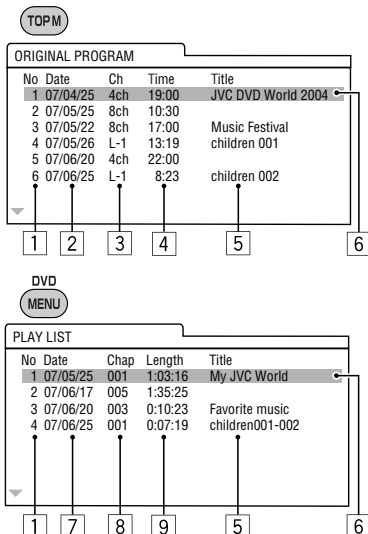 TOPM
ORIGINAL PROGRAM
No Date Ch Time Title
1 07/04/25 4ch 19:00 JVC DVD World 2004
2 07/05/25 8ch 10:30
3 07/05/22 8ch 17:00 Music Festival
4 07/05/26 L-1 13:19 children 001
5 07/06/20 4ch 22:00
6 07/06/25 L-1 8:23 children 002
1 2 3 4 5 6
DVD
MENU
PLAY LIST
No Date Chap Length Title
1 07/05/25 001 1:03:16 My JVC World
2 07/06/17 005 1:35:25
3 07/06/20 003 0:10:23 Favorite music
4 07/06/25 001 0:07:19 children001-002
1 7 8 9 5 6